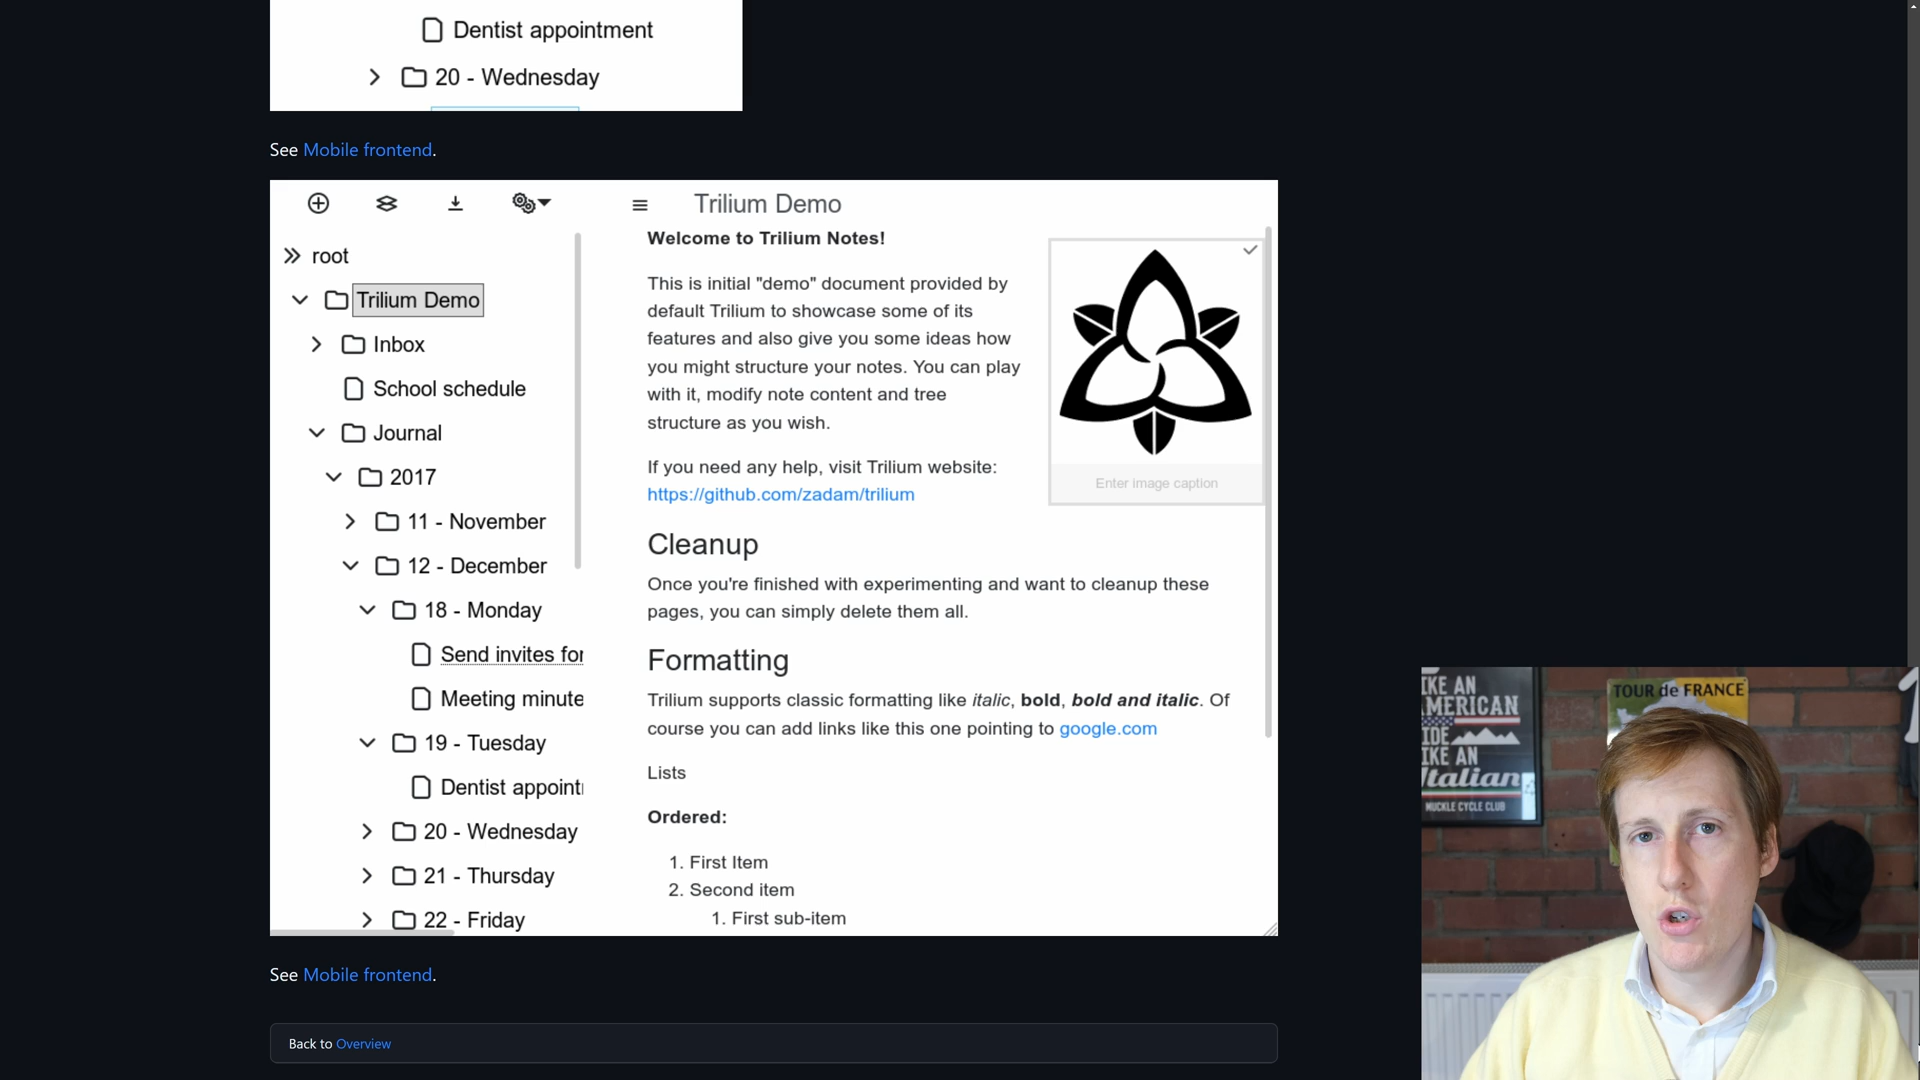 Dentist appointment
20 - Wednesday
See Mobile frontend.
Trilium Demo
root
Trilium Demo
Inbox
School schedule
Journal
2017
11 - November
12 - December
18 - Monday
Send invites for
Meeting minute
19 - Tuesday
Dentist appoint
20 - Wednesday
21 - Thursday
22 - Friday
Welcome to Trilium Notes!
This is initial "demo" document provided by
default Trilium to showcase some of its
features and also give you some ideas how
you might structure your notes. You can play
with it, modify note content and tree
structure as you wish.
If you need any help, visit Trilium website:
https://github.com/zadam/trilium
Enter image caption
Cleanup
Once you're finished with experimenting and want to cleanup these
pages, you can simply delete them all.
Formatting
Trilium supports classic formatting like italic, bold, bold and italic. Of
course you can add links like this one pointing to google.com
Lists
Ordered:
1. First Item
2. Second item
1. First sub-item
See Mobile frontend.
Back to Overview
AN
AMERICAN
AN
Italian
MUCKLE CYCLE CLUB
TOUR de FRANCE